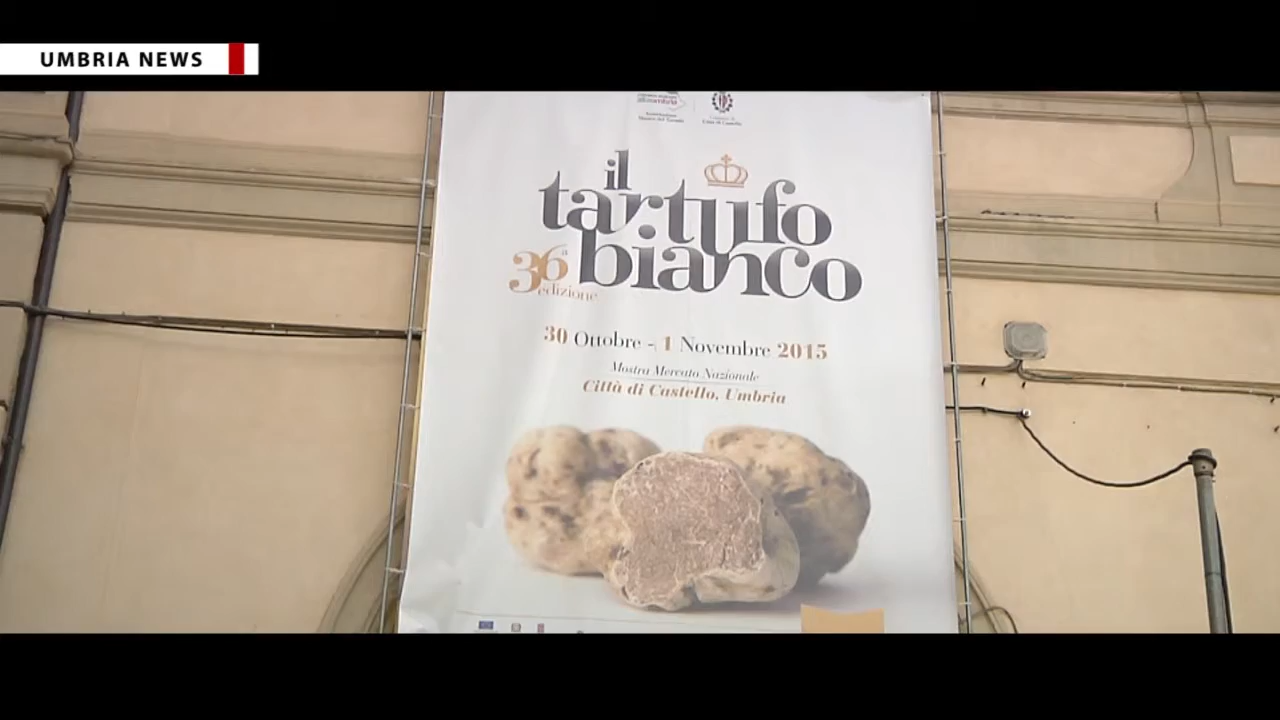 UMBRIA NEWS
il
tartufo
bianco
36ª
edizione
30 Ottobre - 1 Novembre 2015
Mostra Mercato Nazionale
Città di Castello, Umbria